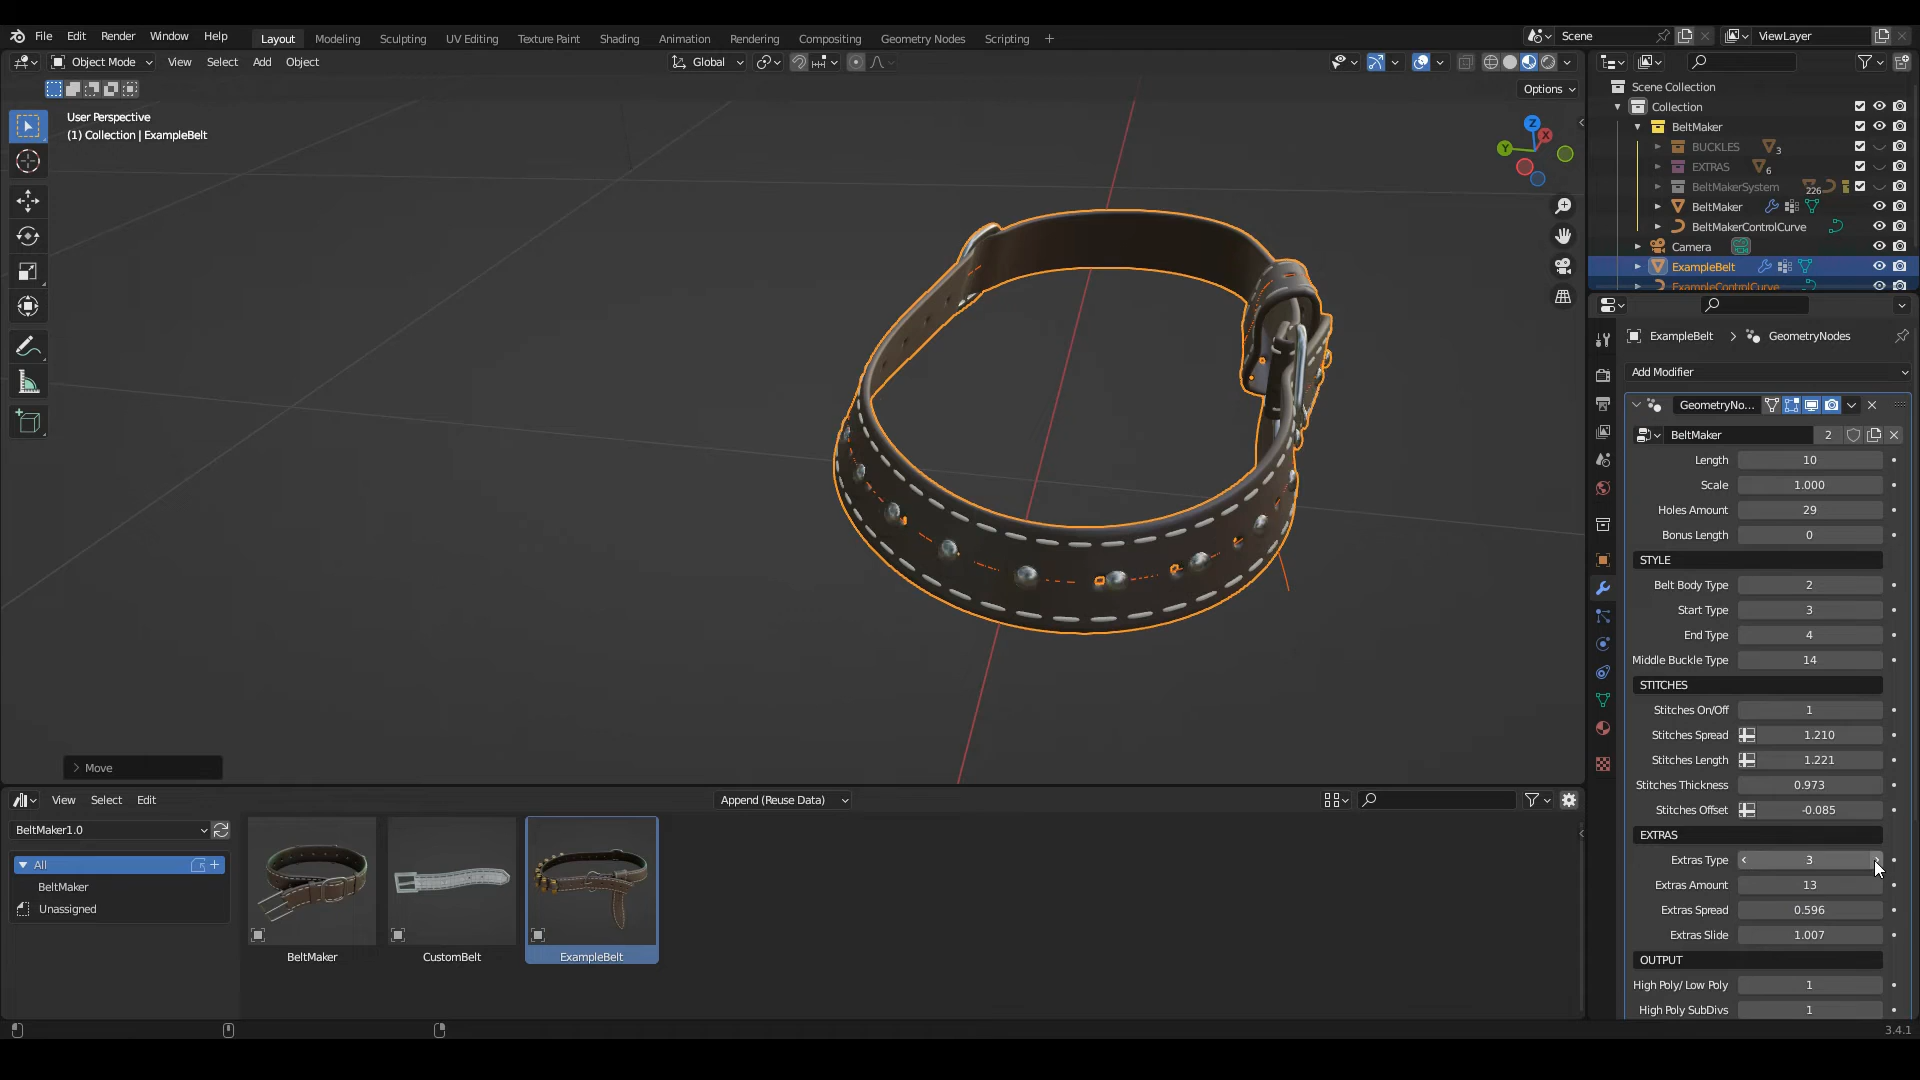 File Edit Render Window Help Layout Modeling Sculpting UV Editing Texture Paint Shading Animation Rendering Compositing Geometry Nodes Scripting + Scene ViewLayer
Object Mode View Select Add Object Global
Options
User Perspective
(1) Collection | ExampleBelt
Z
X
Y
Scene Collection
Collection
BeltMaker
BUCKLES 3
EXTRAS 6
BeltMakerSystem 226
BeltMaker
BeltMakerControlCurve
Camera
ExampleBelt
ExampleControlCurve
ExampleBelt > GeometryNodes
Add Modifier
GeometryNo...
BeltMaker 2
Length 10
Scale 1.000
Holes Amount 29
Bonus Length 0
STYLE
Belt Body Type 2
Start Type 3
End Type 4
Middle Buckle Type 14
STITCHES
Stitches On/Off 1
Stitches Spread 1.210
Stitches Length 1.221
Stitches Thickness 0.973
Stitches Offset -0.085
EXTRAS
Extras Type 3
Extras Amount 13
Extras Spread 0.596
Extras Slide 1.007
OUTPUT
High Poly/ Low Poly 1
High Poly SubDivs 1
> Move
View Select Edit Append (Reuse Data)
BeltMaker1.0
All
BeltMaker
Unassigned
BeltMaker CustomBelt ExampleBelt
3.4.1